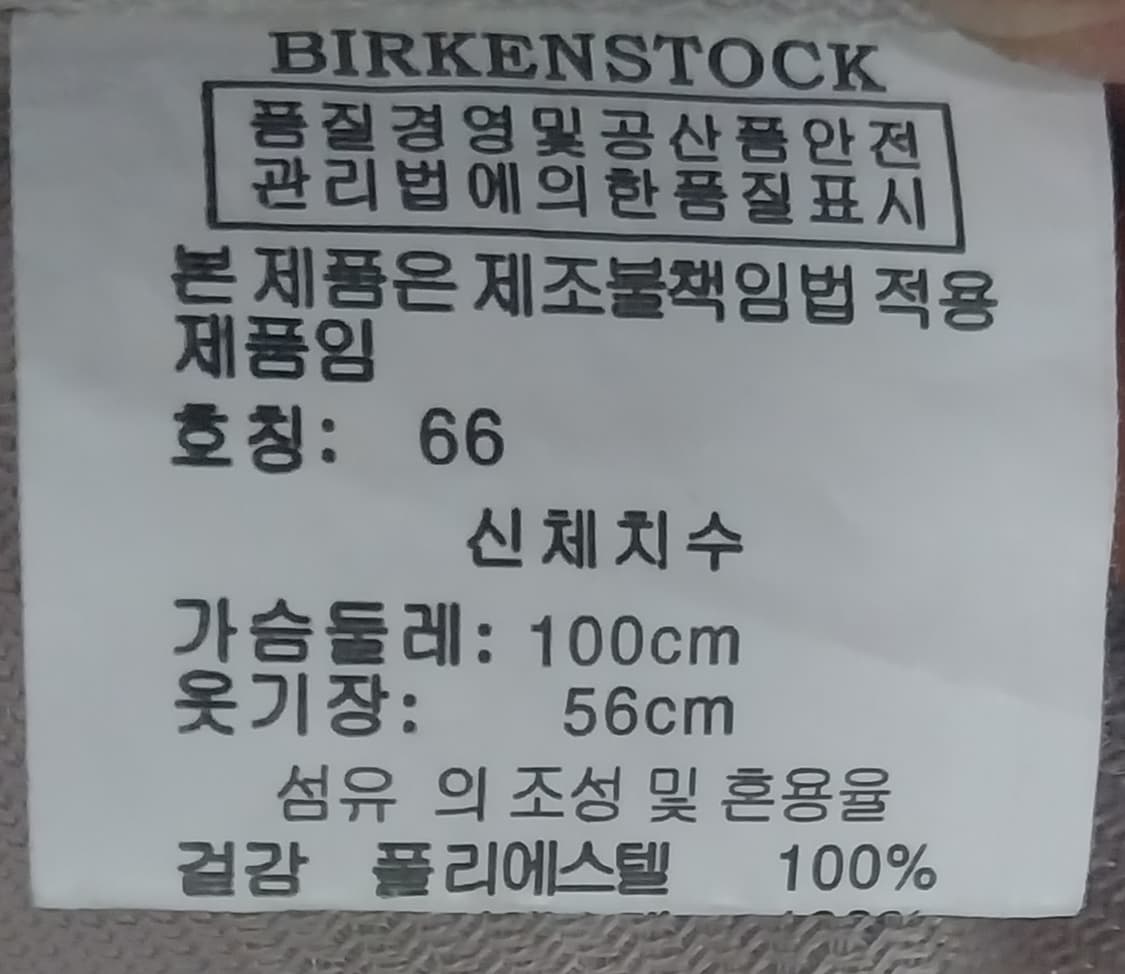 BIRKENSTOCK
품질경영및공산품안전
관리법에의한품질표시
본 제품은 제조불책임법 적용
제품임
호칭: 66
신체치수
가슴둘레: 100cm
옷기장: 56cm
섬유 의 조성 및 혼용율
겉감 폴리에스텔 100%